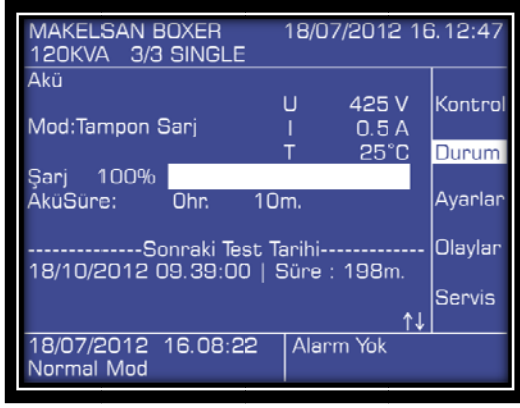 MAKELSAN BOXER 18/07/2012 16.12:47
120KVA 3/3 SINGLE
Akü
U 425 V
Mod:Tampon Sarj I 0.5 A
T 25°C
Şarj 100%
AküSüre: 0hr. 10m.
--------------Sonraki Test Tarihi-------------
18/10/2012 09.39:00 | Süre : 198m.
↑↓
Kontrol
Durum
Ayarlar
Olaylar
Servis
18/07/2012 16.08:22
Normal Mod
Alarm Yok